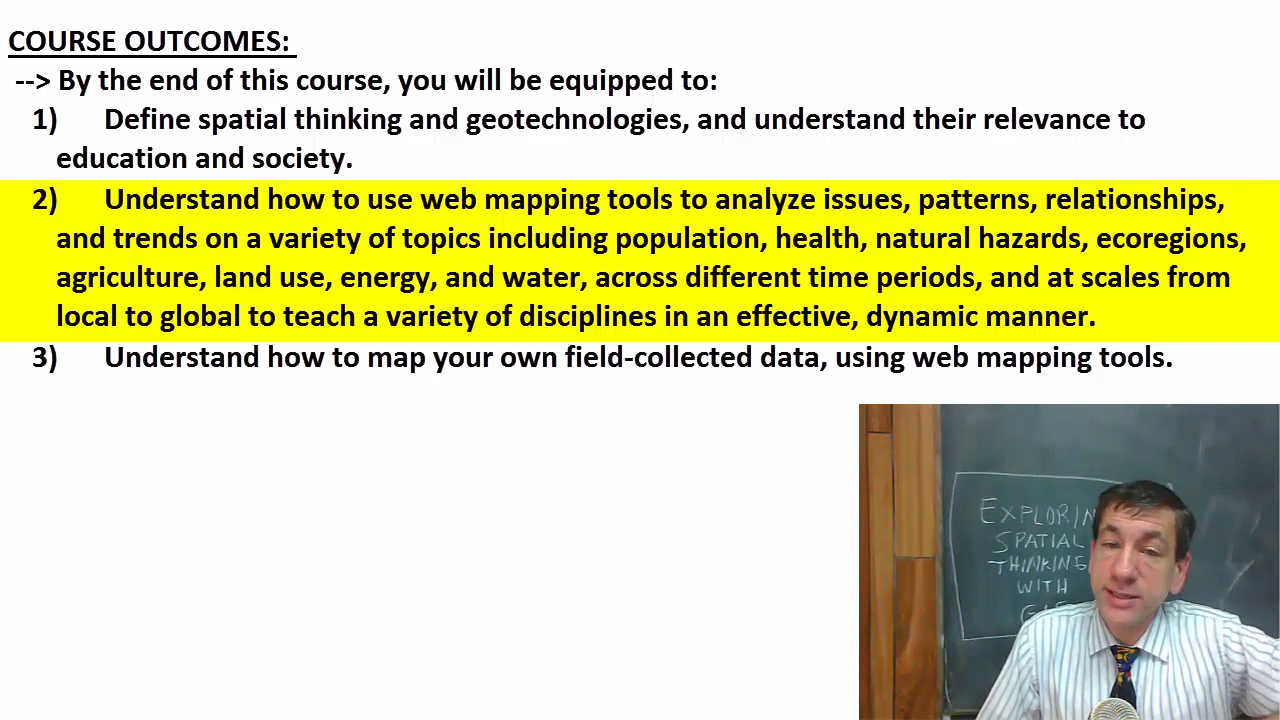 COURSE OUTCOMES:
--> By the end of this course, you will be equipped to:
1) Define spatial thinking and geotechnologies, and understand their relevance to
education and society.
2) Understand how to use web mapping tools to analyze issues, patterns, relationships,
and trends on a variety of topics including population, health, natural hazards, ecoregions,
agriculture, land use, energy, and water, across different time periods, and at scales from
local to global to teach a variety of disciplines in an effective, dynamic manner.
3) Understand how to map your own field-collected data, using web mapping tools.
EXPLORIN
SPATIAL
THINKING
WITH